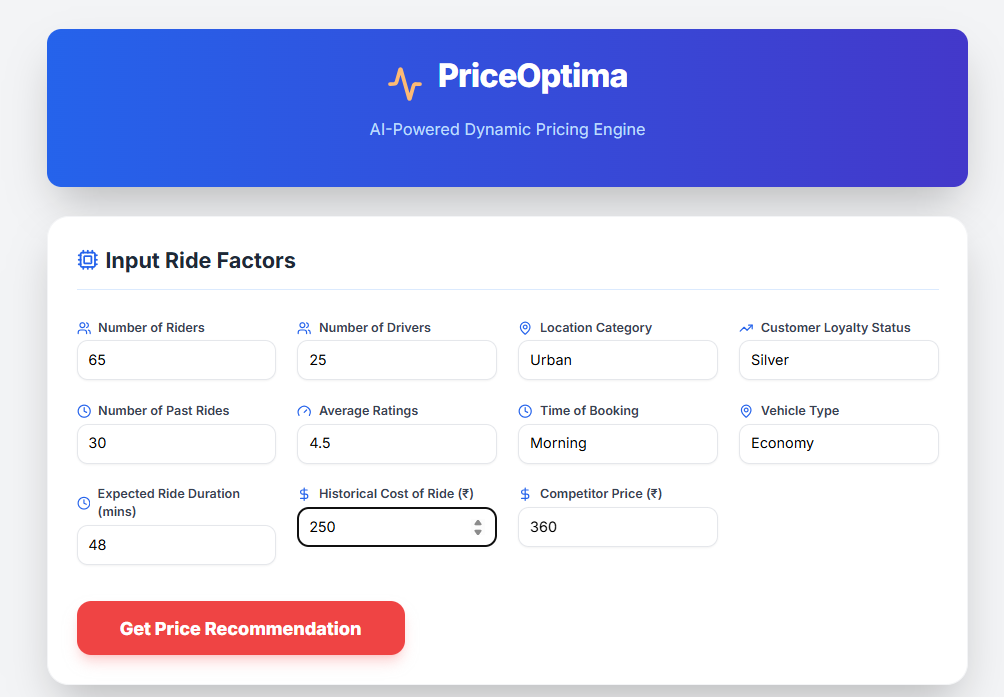 PriceOptima
AI-Powered Dynamic Pricing Engine
Input Ride Factors
Number of Riders
65
Number of Drivers
25
Location Category
Urban
Customer Loyalty Status
Silver
Number of Past Rides
30
Average Ratings
4.5
Time of Booking
Morning
Vehicle Type
Economy
Expected Ride Duration
(mins)
48
Historical Cost of Ride (₹)
250
Competitor Price (₹)
360
Get Price Recommendation